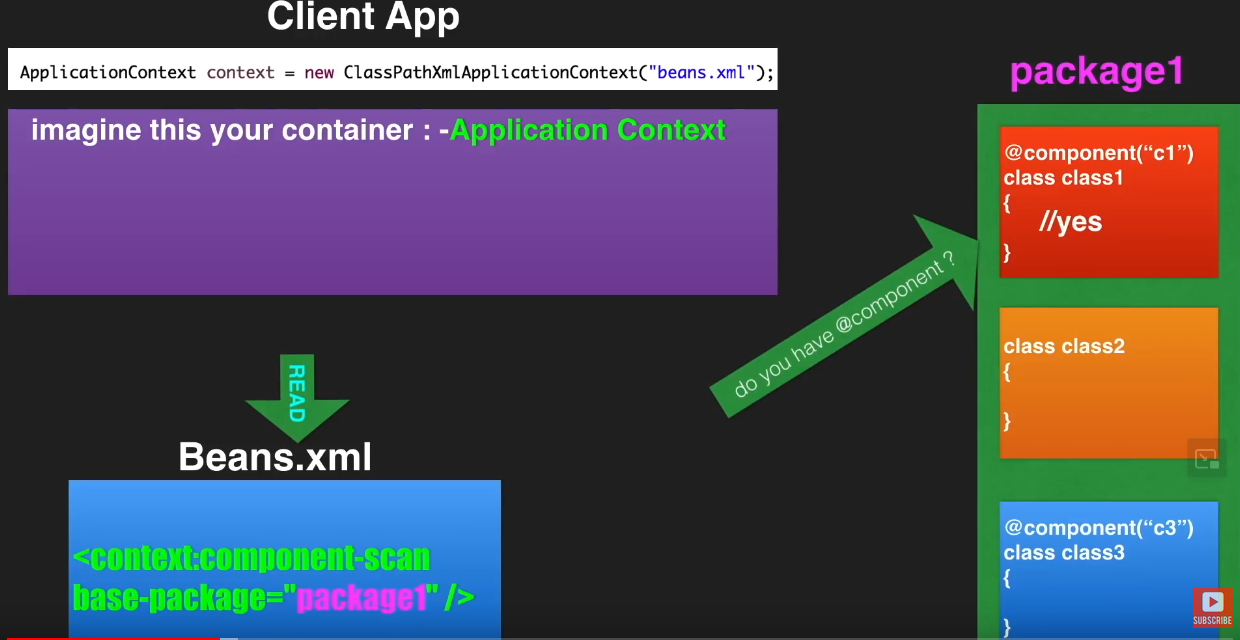 Client App
ApplicationContext context = new ClassPathXmlApplicationContext("beans.xml");
imagine this your container : -Application Context
READ
Beans.xml
<context:component-scan
base-package="package1" />
do you have @component ?
package1
@component(“c1”)
class class1
{
//yes
}
class class2
{
}
@component(“c3”)
class class3
{
}
SUBSCRIBE